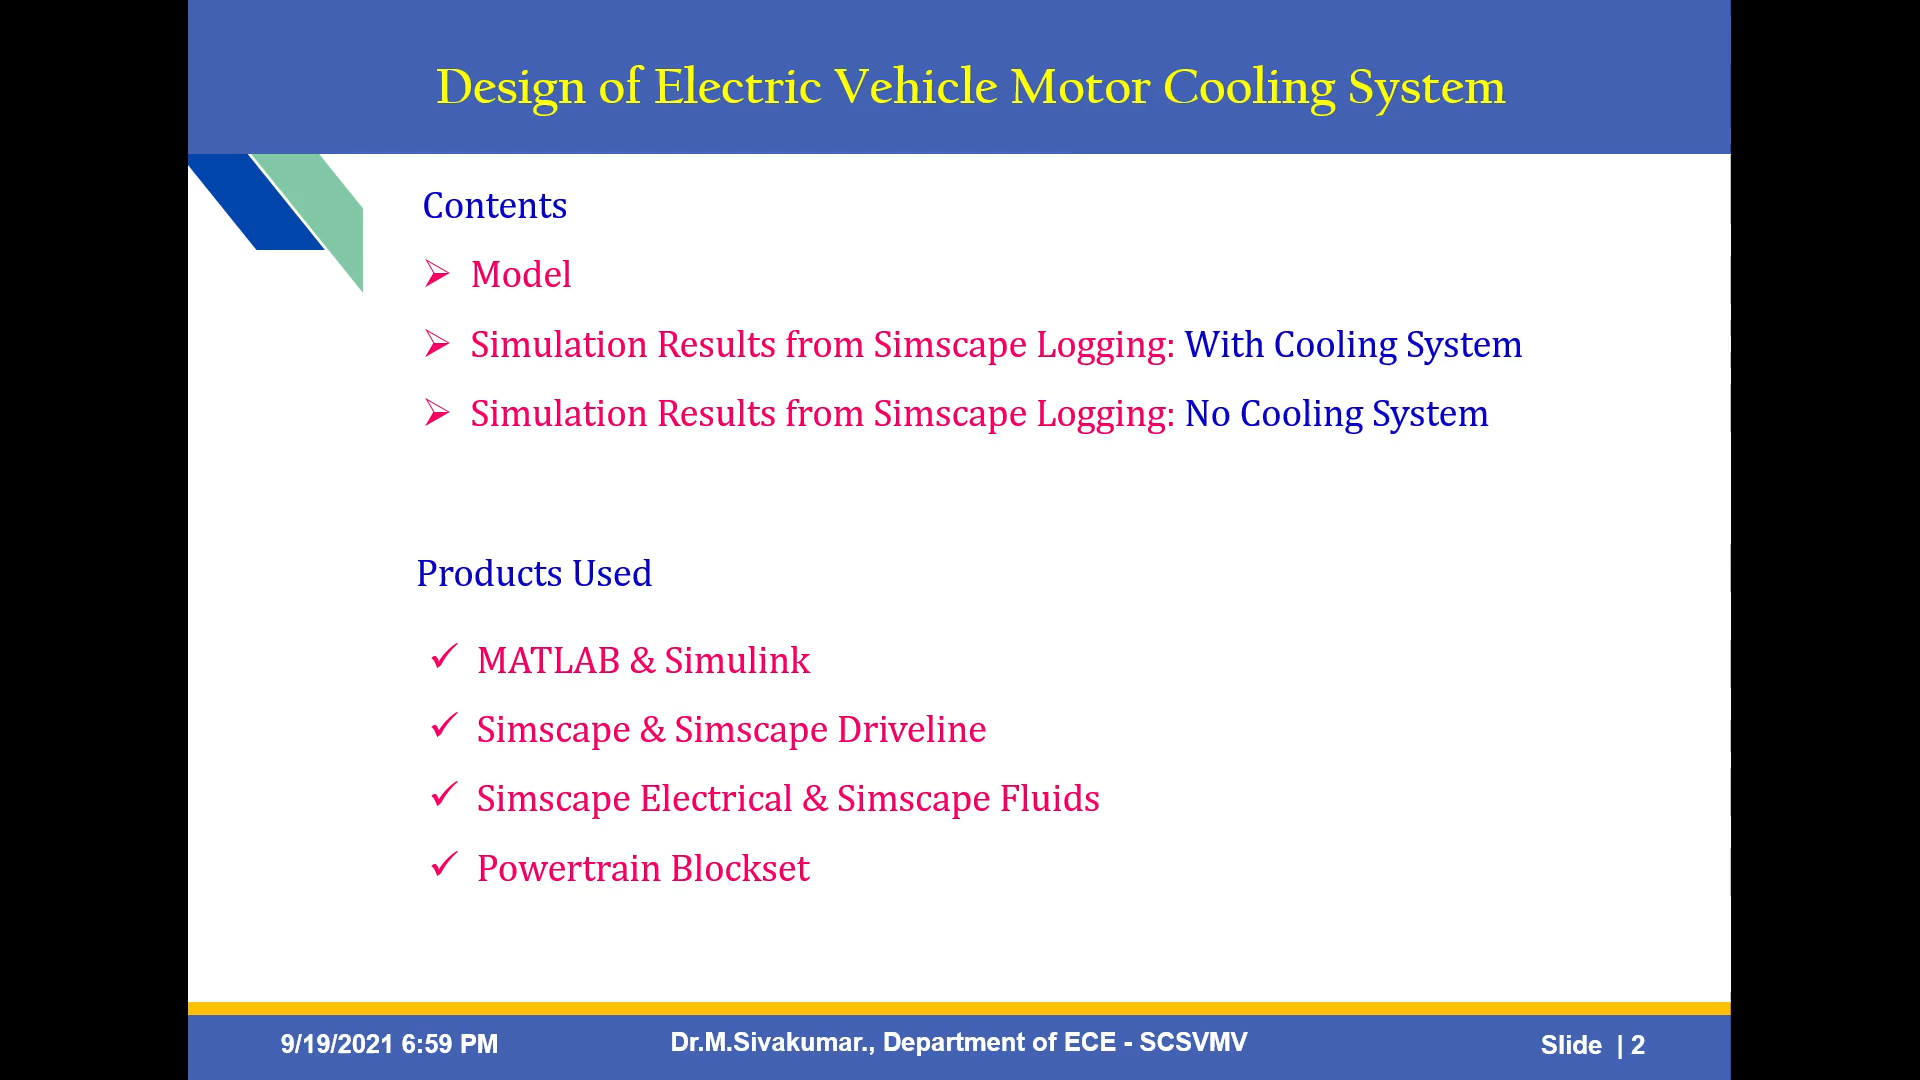 Design of Electric Vehicle Motor Cooling System
Contents
Model
Simulation Results from Simscape Logging: With Cooling System
Simulation Results from Simscape Logging: No Cooling System
Products Used
MATLAB & Simulink
Simscape & Simscape Driveline
Simscape Electrical & Simscape Fluids
Powertrain Blockset
9/19/2021 6:59 PM
Dr.M.Sivakumar., Department of ECE - SCSVMV
Slide | 2